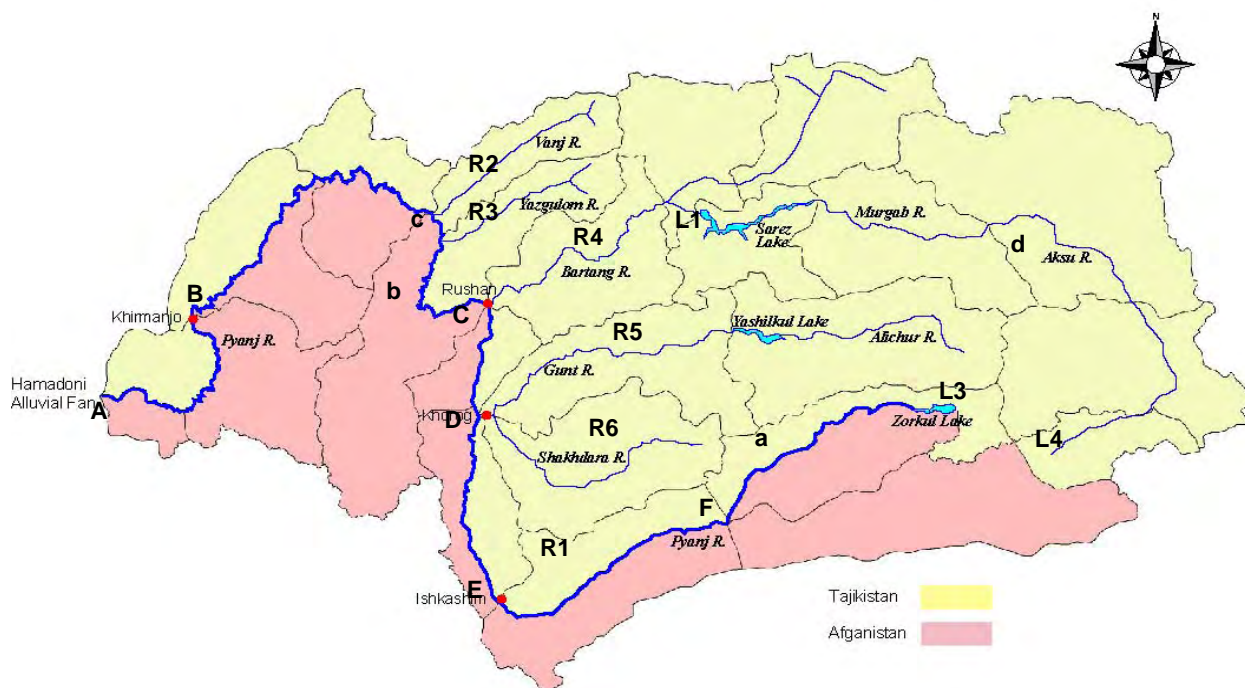 N
Vanj R.
R2
R3
Yazgulom R.
c
L1
Sarez
Lake
Murgab R.
R4
d
Aksu R.
Bartang R.
b
Rushan
B
C
Khirmanjo
Pyanj R.
R5
Yashilkul Lake
Alichur R.
Gunt R.
Hamadoni
Alluvial Fan
A
D
L3
Zorkul Lake
R6
a
L4
Shakhdara R.
F
R1
Pyanj R.
E
Ishkashim
Tajikistan
Afganistan